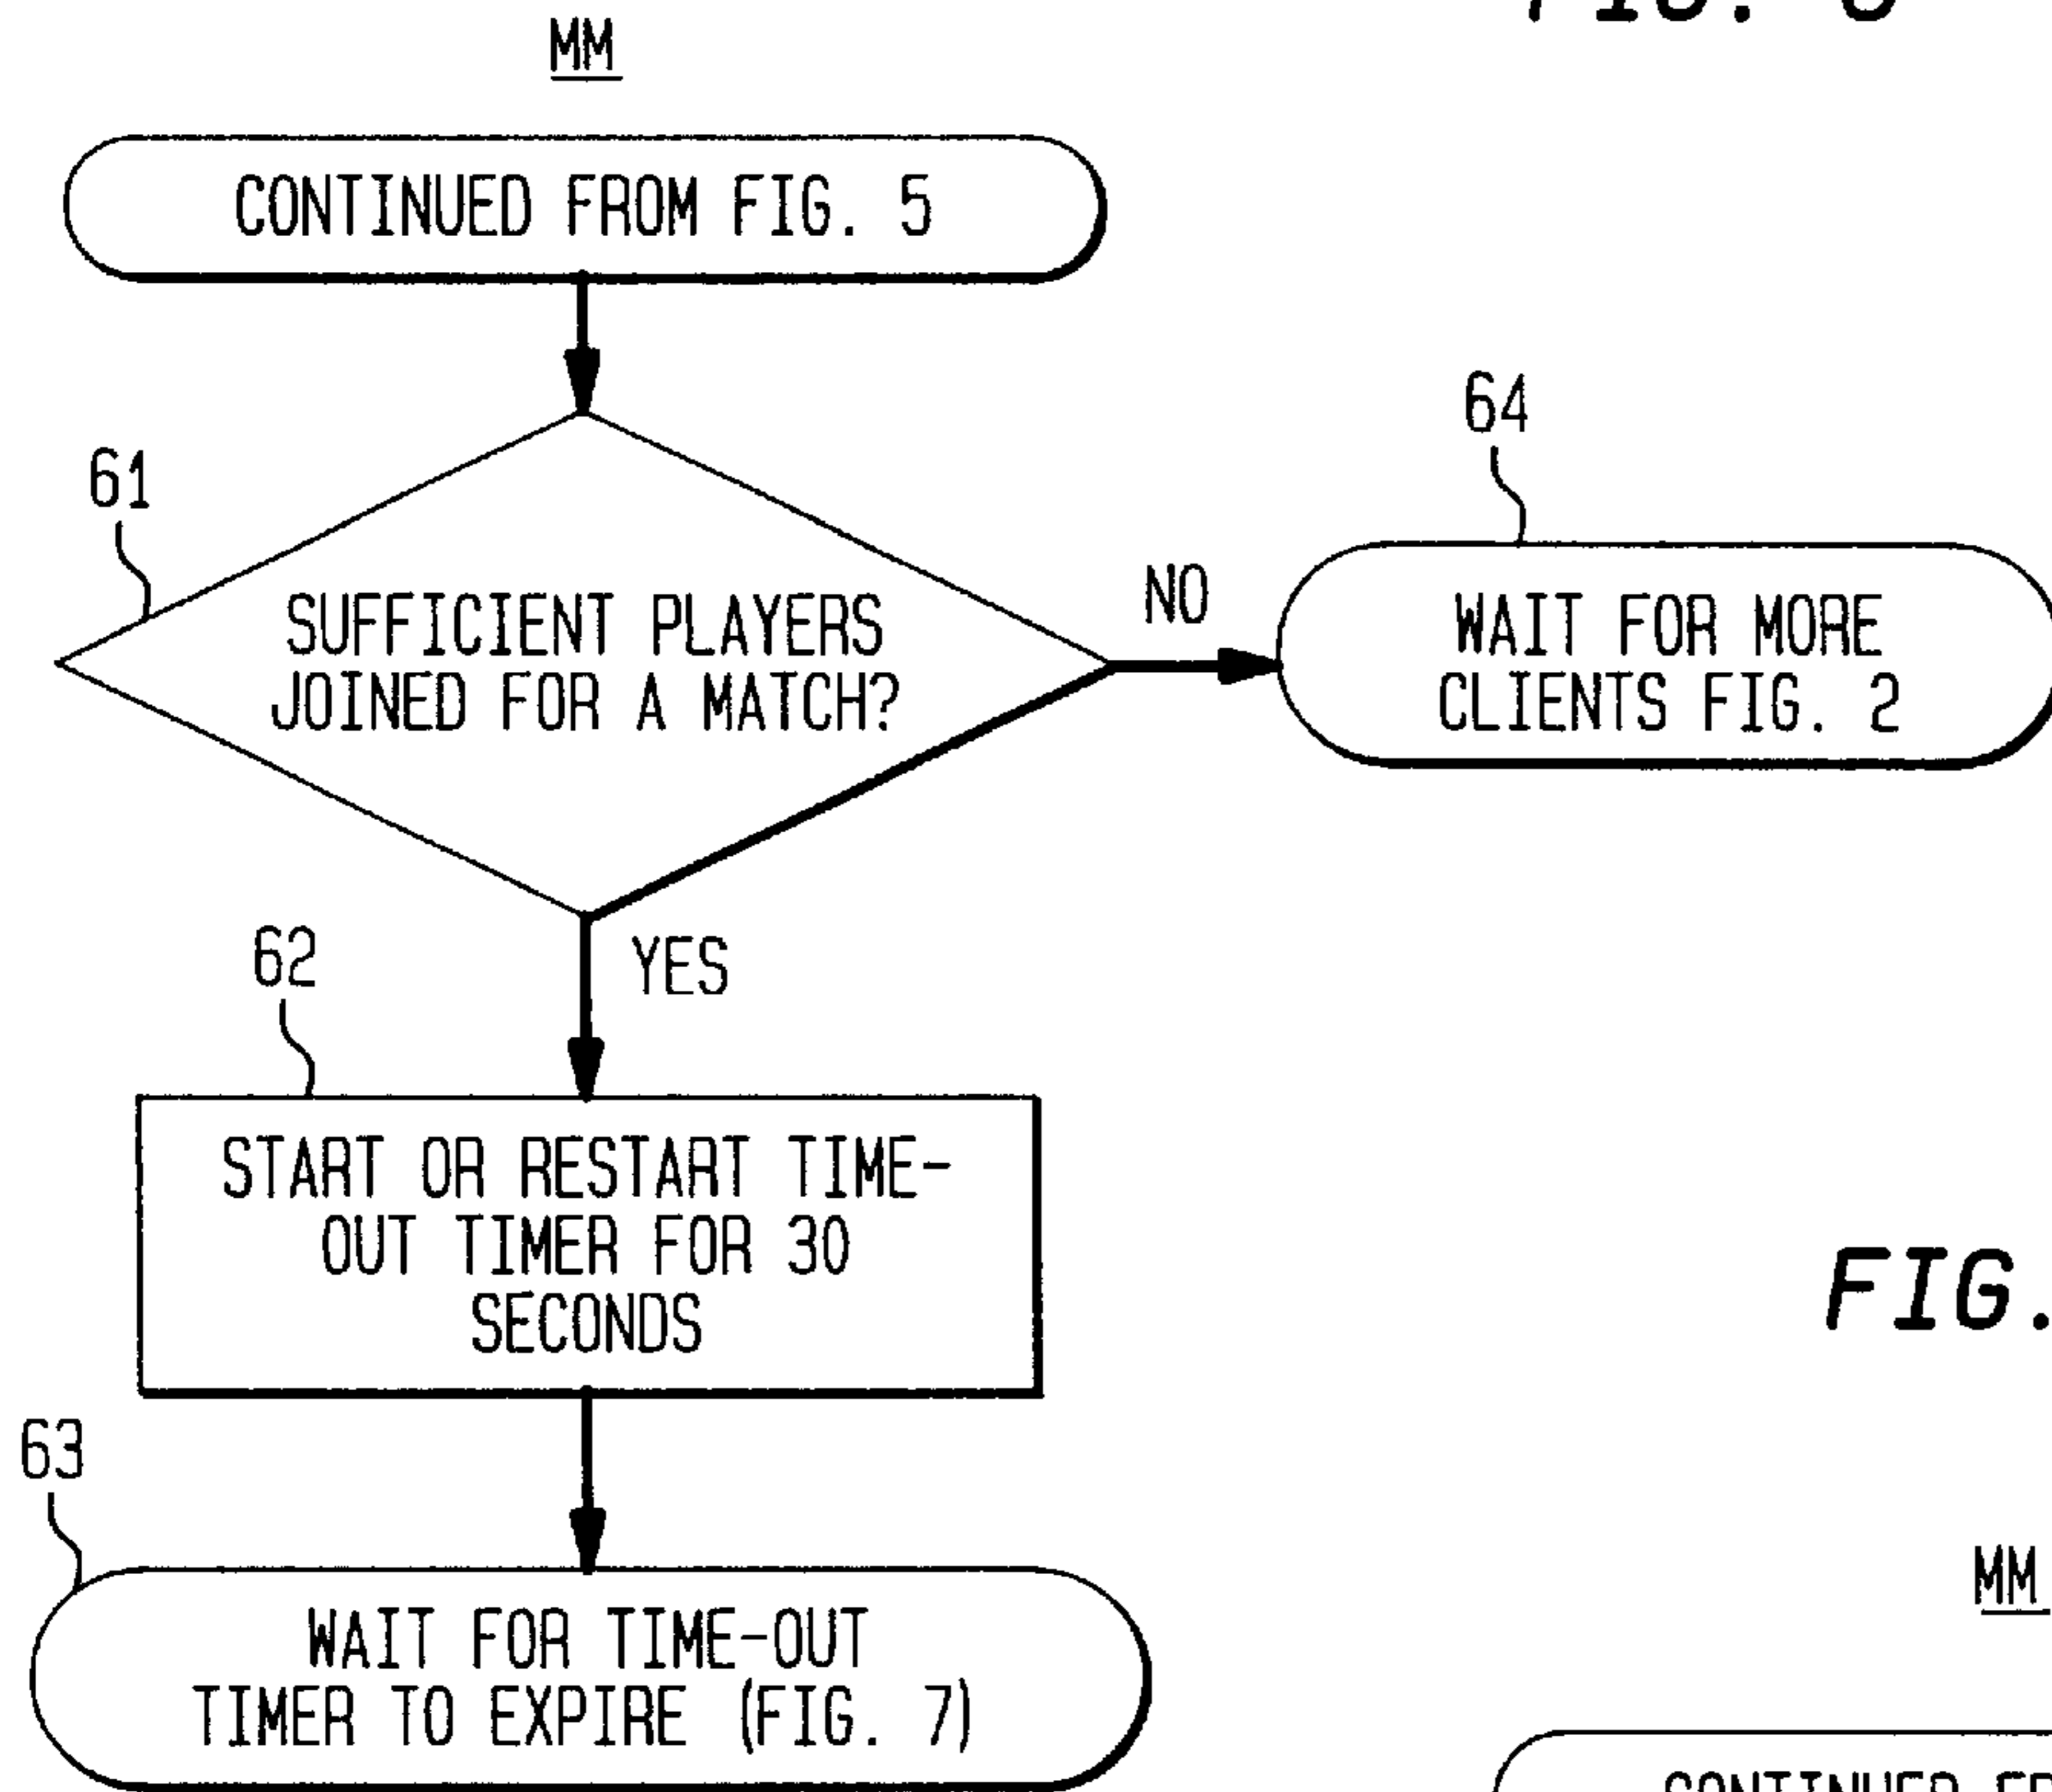 MM
CONTINUED FROM FIG. 5
61
SUFFICIENT PLAYERS
JOINED FOR A MATCH?
NO
64
WAIT FOR MORE
CLIENTS FIG. 2
YES
62
START OR RESTART TIME-
OUT TIMER FOR 30
SECONDS
FIG.
63
WAIT FOR TIME-OUT
TIMER TO EXPIRE (FIG. 7)
MM